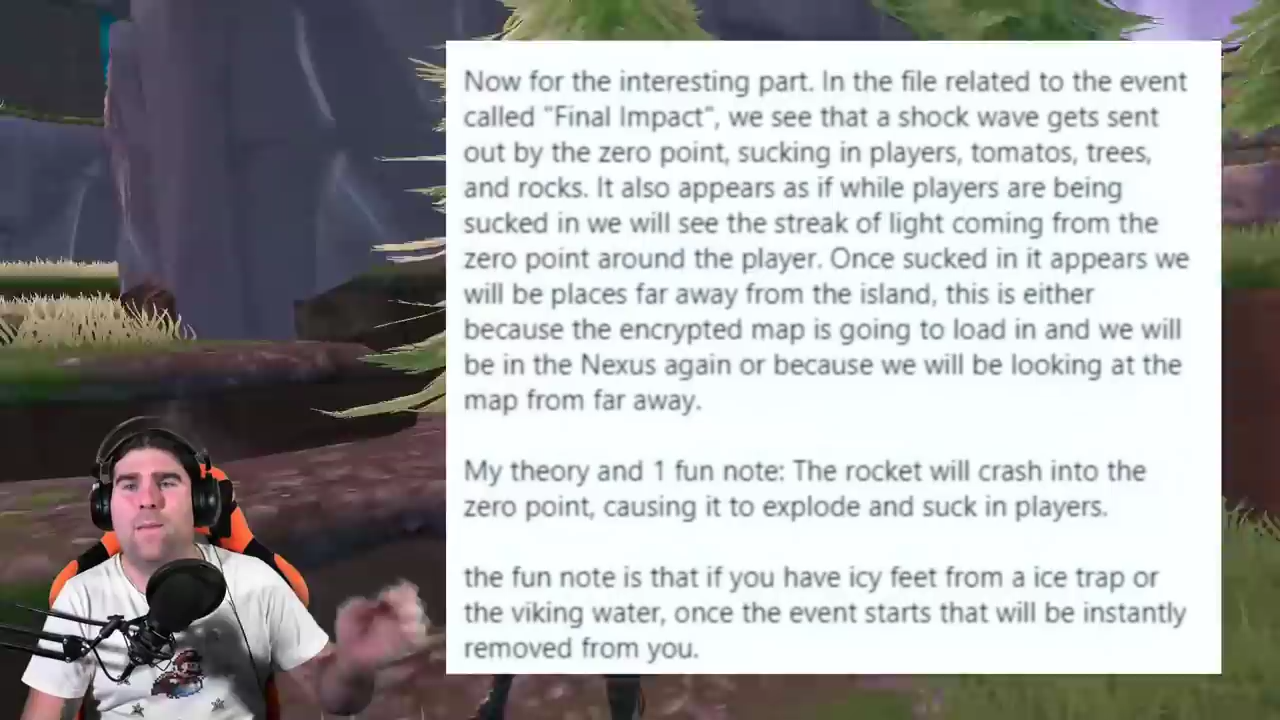 Now for the interesting part. In the file related to the event
called "Final Impact", we see that a shock wave gets sent
out by the zero point, sucking in players, tomatos, trees,
and rocks. It also appears as if while players are being
sucked in we will see the streak of light coming from the
zero point around the player. Once sucked in it appears we
will be places far away from the island, this is either
because the encrypted map is going to load in and we will
be in the Nexus again or because we will be looking at the
map from far away.
My theory and 1 fun note: The rocket will crash into the
zero point, causing it to explode and suck in players.
the fun note is that if you have icy feet from a ice trap or
the viking water, once the event starts that will be instantly
removed from you.